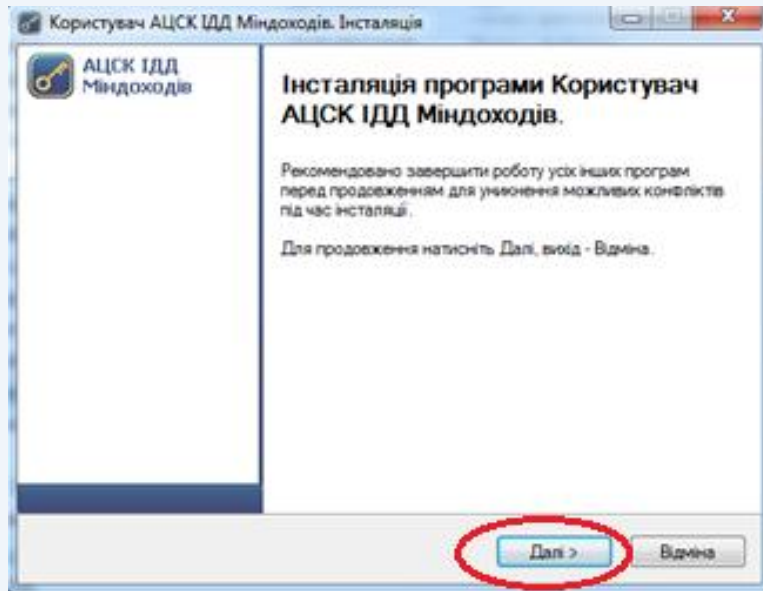 Користувач АЦСК ІДД Міндоходів. Інсталяція
АЦСК ІДД
Міндоходів
Інсталяція програми Користувач
АЦСК ІДД Міндоходів.
Рекомендовано завершити роботу усіх інших програм
перед продовженням для уникнення можливих конфліктів
під час інсталяції.
Для продовження натисніть Далі, вихід - Відміна.
Далі >
Відміна